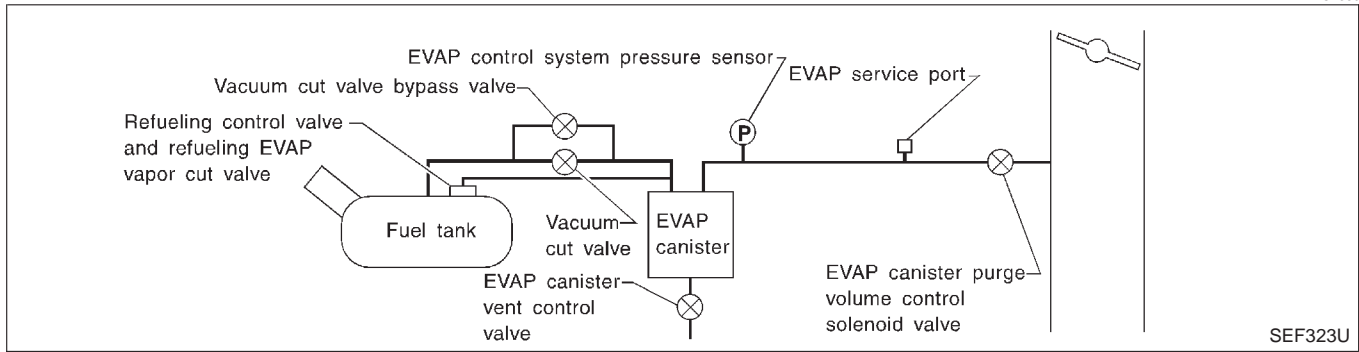 EVAP control system pressure sensor
EVAP service port
Vacuum cut valve bypass valve
Refueling control valve
and refueling EVAP
vapor cut valve
P
Fuel tank
Vacuum
cut valve
EVAP
canister
EVAP canister
vent control
valve
EVAP canister purge
volume control
solenoid valve
SEF323U